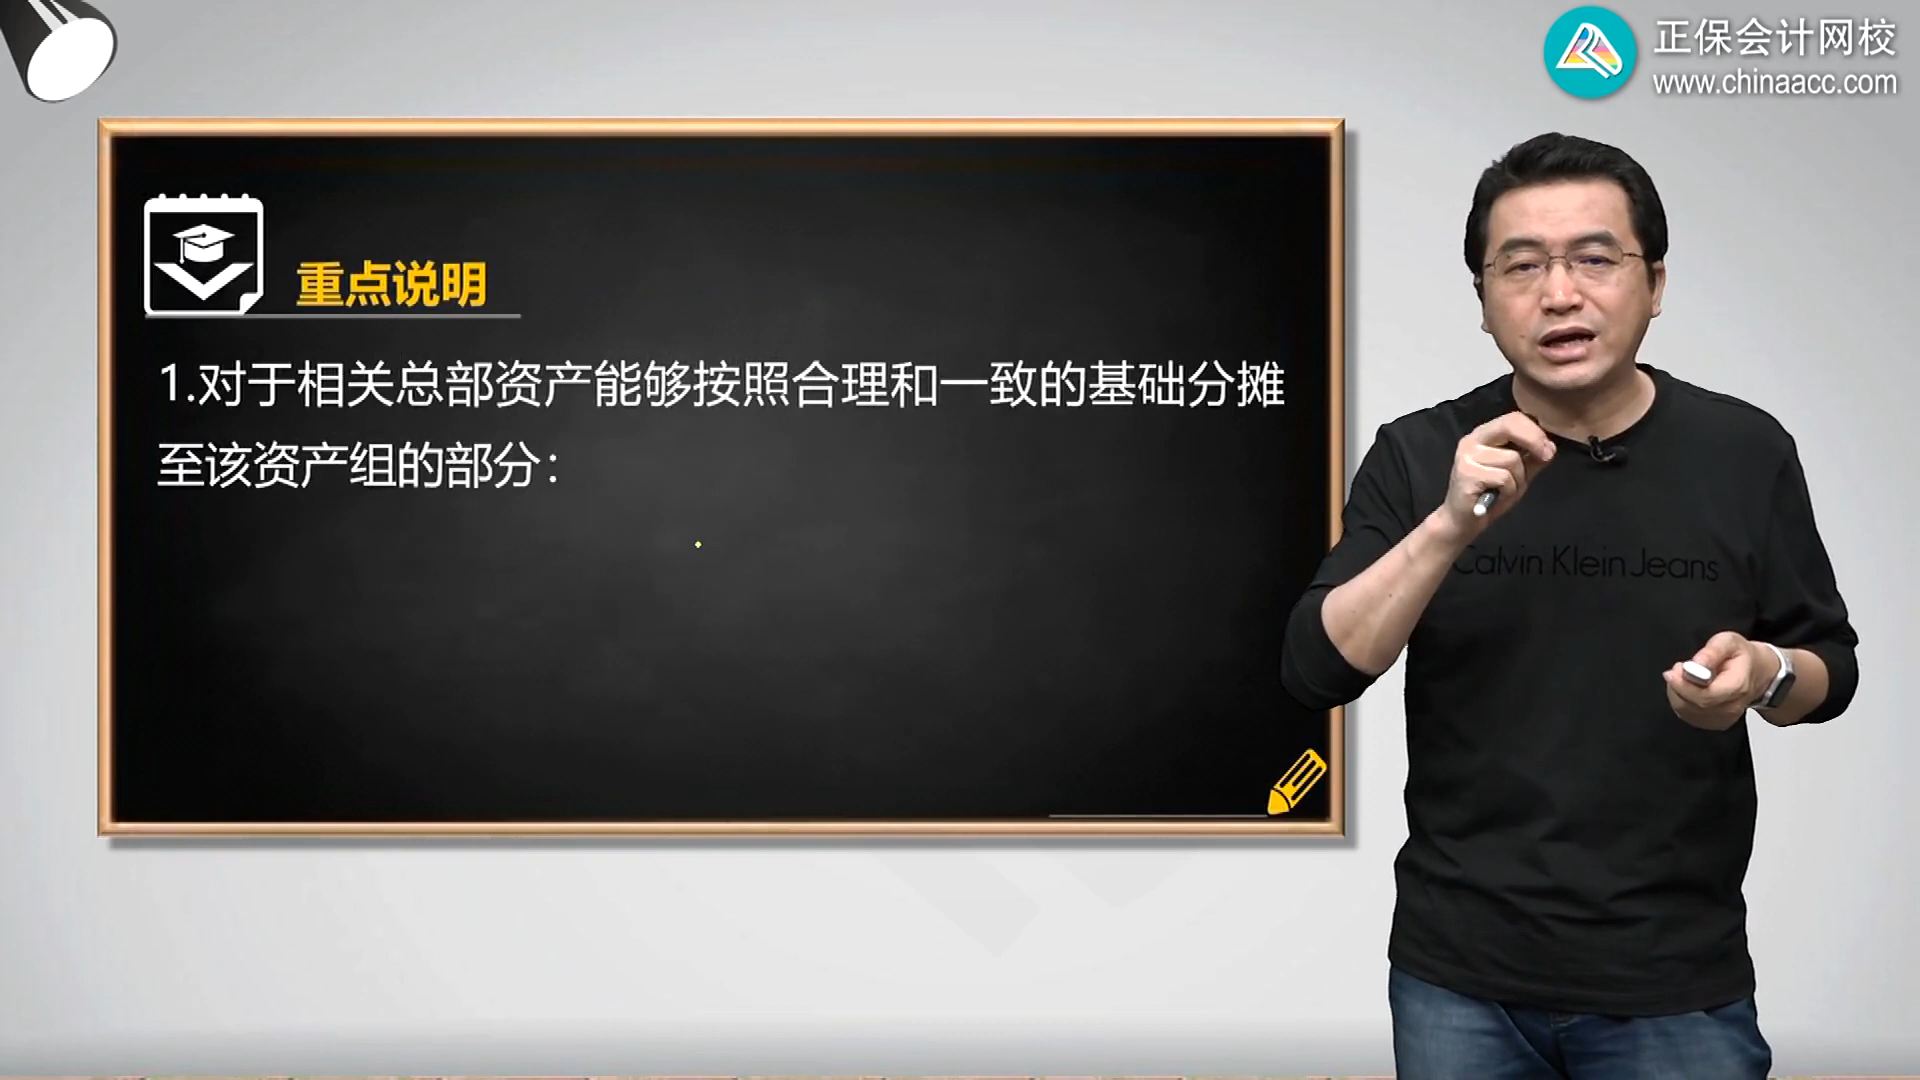 正保会计网校
www.chinaacc.com
重点说明
1.对于相关总部资产能够按照合理和一致的基础分摊
至该资产组的部分：
Calvin Klein Jeans